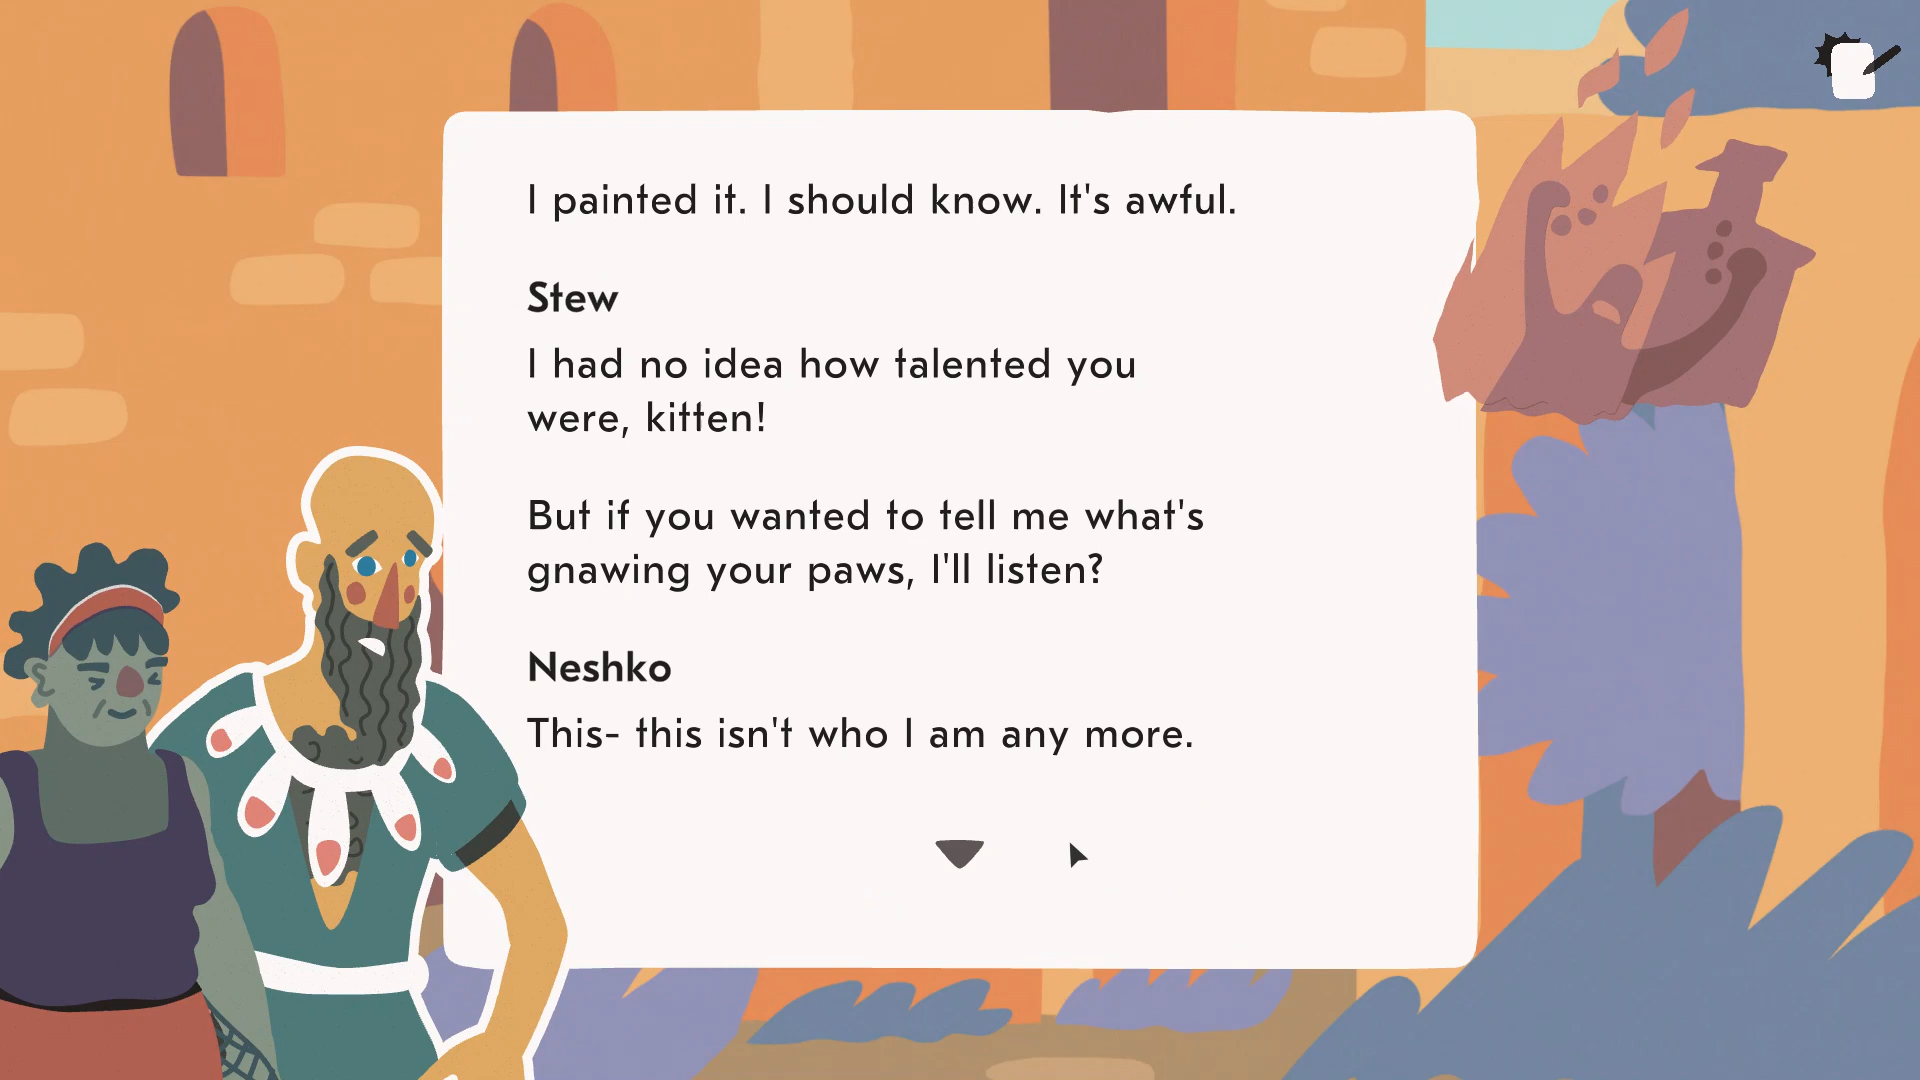 I painted it. I should know. It's awful.
Stew
I had no idea how talented you
were, kitten!
But if you wanted to tell me what's
gnawing your paws, I'll listen?
Neshko
This- this isn't who I am any more.